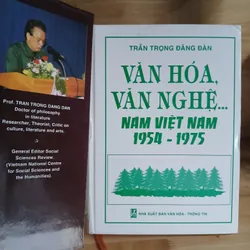 Prof. TRAN TRONG DANG DAN
Doctor of philosophy
in literature
Researcher, Theorist, Critic on
culture, literature and arts.
General Editor Social
Sciences Review.
(Vietnam National Centre
for Social Sciences and
the Humanities).
TRẦN TRỌNG ĐĂNG ĐÀN
VĂN HÓA,
VĂN NGHỆ...
NAM VIỆT NAM
1954 - 1975
NHÀ XUẤT BẢN VĂN HÓA - THÔNG TIN